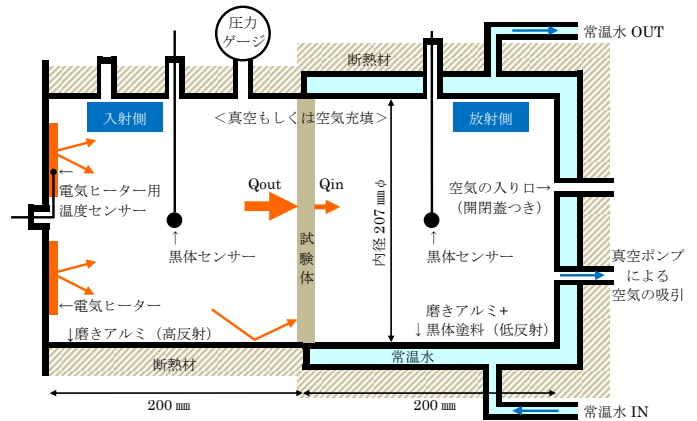 圧力
ゲージ
常温水 OUT
断熱材
入射側
＜真空もしくは空気充填＞
放射側
↑
電気ヒーター用
温度センサー
Qout
Qin
空気の入り口→
（開閉蓋つき）
↑
黒体センサー
試験体
内径 207 ㎜φ
↑
黒体センサー
真空ポンプ
による
空気の吸引
←電気ヒーター
↓磨きアルミ（高反射）
磨きアルミ+
↓黒体塗料（低反射）
常温水
断熱材
200 ㎜
200 ㎜
常温水 IN